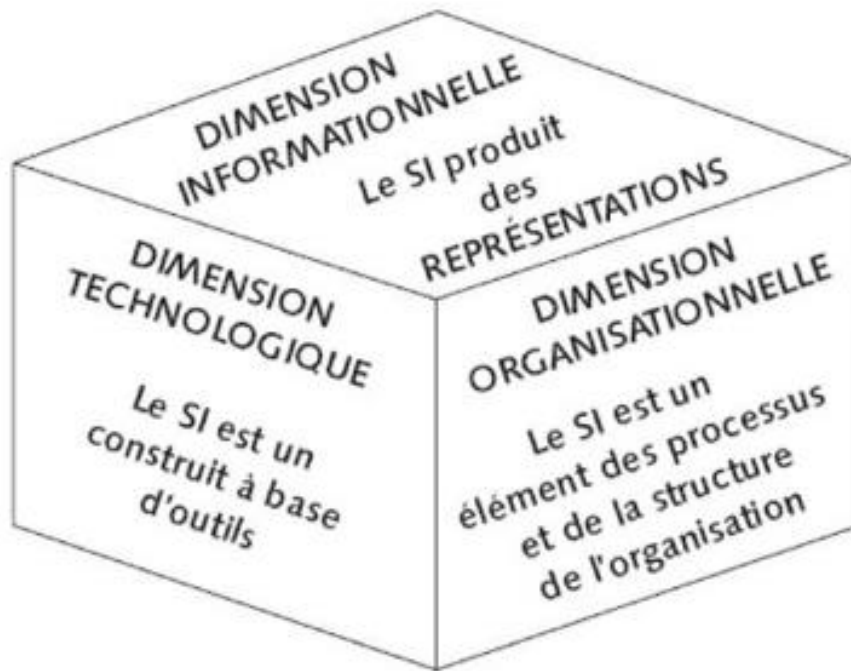 DIMENSION
INFORMATIONNELLE
Le SI produit
des
REPRÉSENTATIONS
DIMENSION
TECHNOLOGIQUE
Le SI est un
construit à base
d'outils
DIMENSION
ORGANISATIONNELLE
Le SI est un
élément des processus
et de la structure
de l'organisation